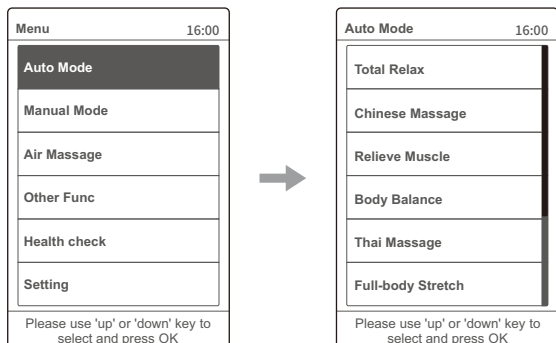 Menu 16:00
Auto Mode
Manual Mode
Air Massage
Other Func
Health check
Setting
Please use 'up' or 'down' key to
select and press OK
Auto Mode 16:00
Total Relax
Chinese Massage
Relieve Muscle
Body Balance
Thai Massage
Full-body Stretch
Please use 'up' or 'down' key to
select and press OK